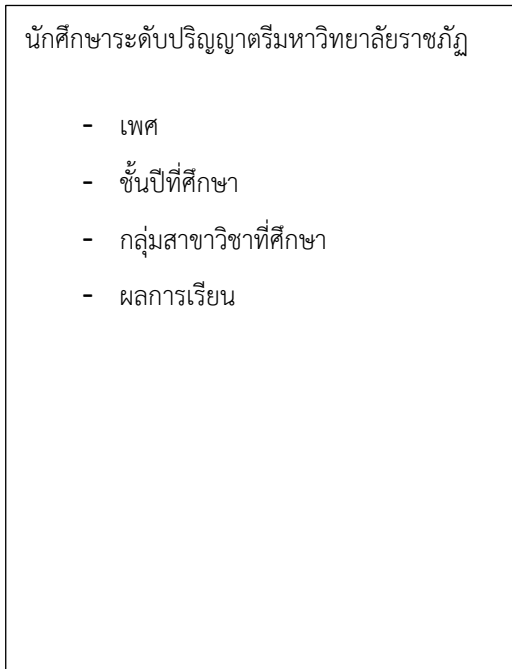 นักศึกษาระดับปริญญาตรีมหาวิทยาลัยราชภัฏ
- เพศ
- ชั้นปีที่ศึกษา
- กลุ่มสาขาวิชาที่ศึกษา
- ผลการเรียน